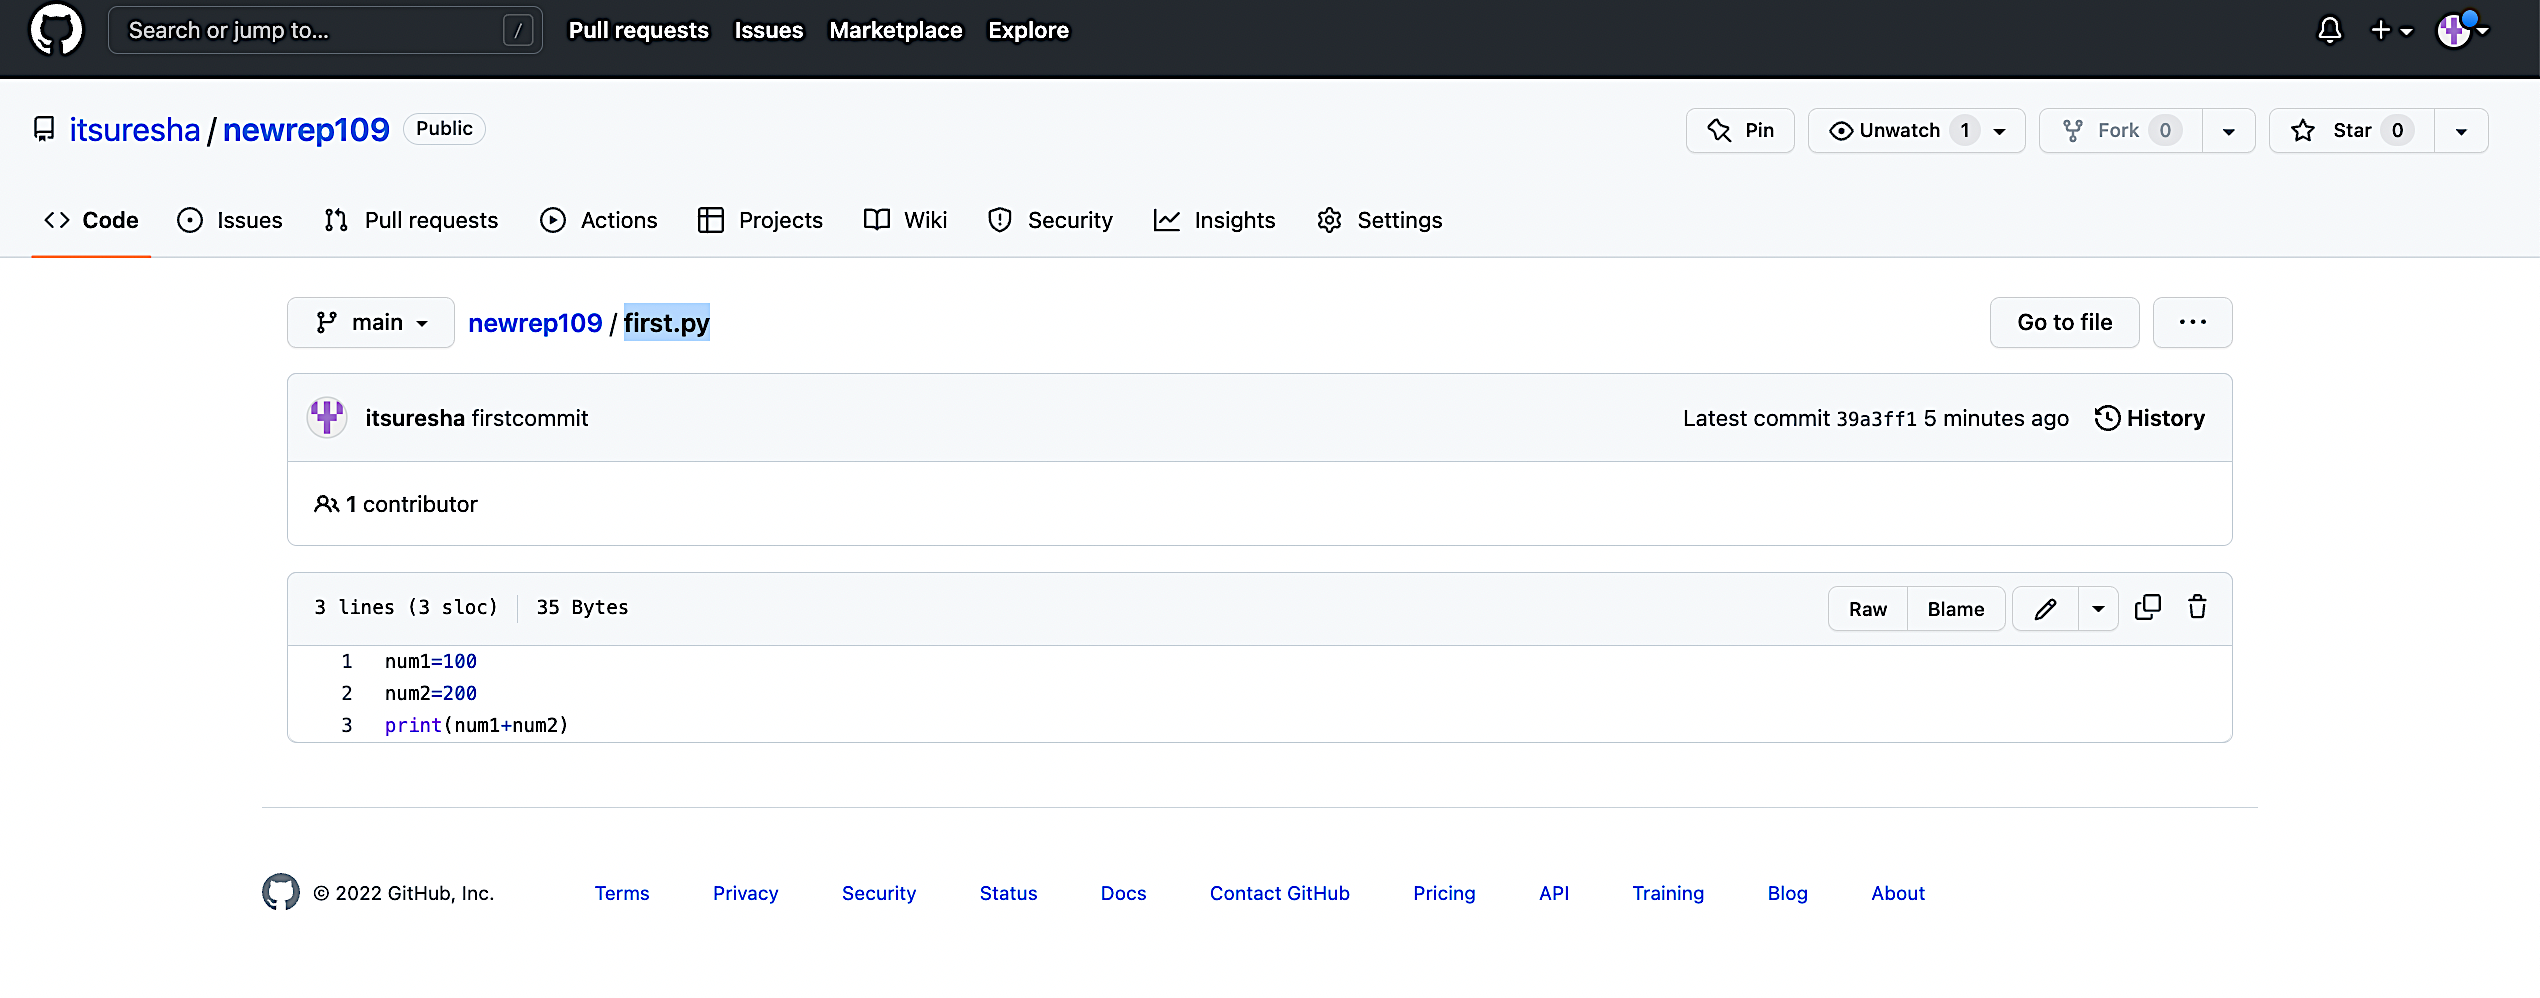 Search or jump to... / Pull requests Issues Marketplace Explore
itsuresha / newrep109 Public Pin Unwatch 1 Fork 0 Star 0
Code Issues Pull requests Actions Projects Wiki Security Insights Settings
main newrep109 / first.py Go to file ...
itsuresha firstcommit Latest commit 39a3ff1 5 minutes ago History
1 contributor
3 lines (3 sloc) 35 Bytes Raw Blame
1 num1=100
2 num2=200
3 print(num1+num2)
© 2022 GitHub, Inc. Terms Privacy Security Status Docs Contact GitHub Pricing API Training Blog About